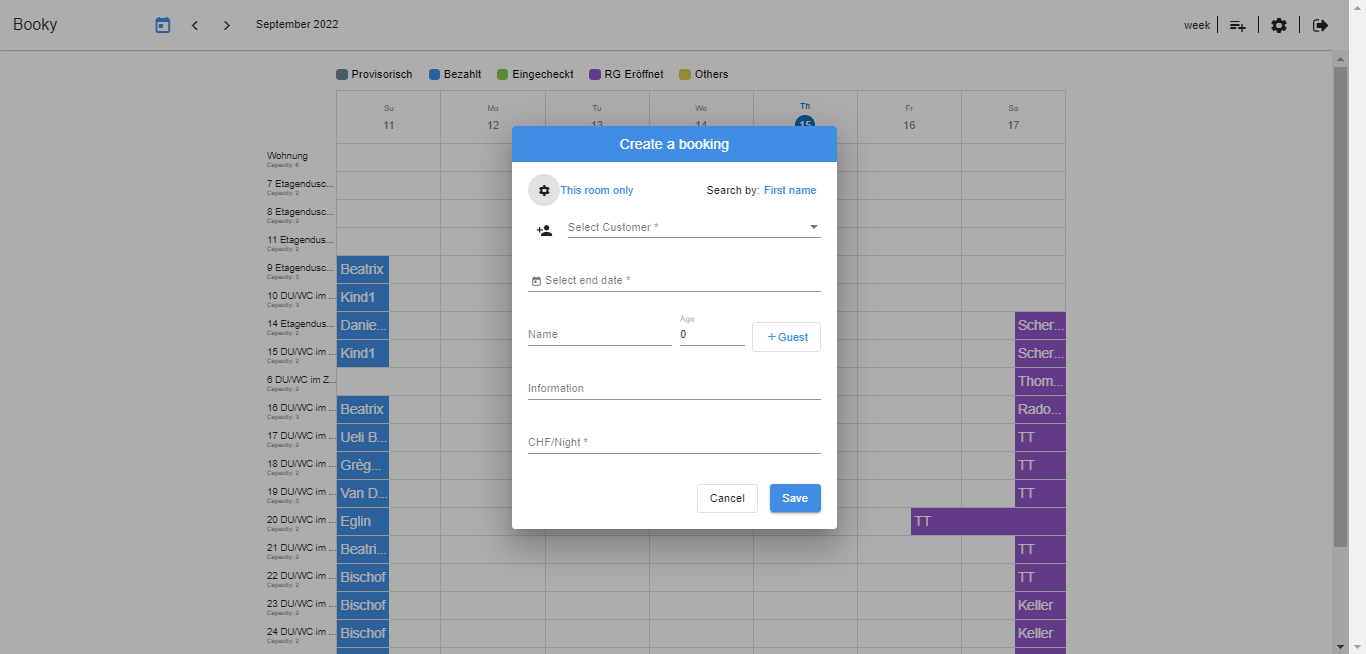 Booky
September 2022
week
Provisorisch Bezahlt Eingecheckt RG Eröffnet Others
Su Mo Tu We Th Fr Sa
11 12 13 14 15 16 17
Create a booking
This room only Search by: First name
Select Customer *
Select end date *
Age
Name 0 + Guest
Information
CHF/Night *
Cancel Save
Wohnung
Capacity: 6
7 Etagendusc...
Capacity: 2
8 Etagendusc...
Capacity: 2
11 Etagendus...
Capacity: 2
9 Etagendusc... Beatrix
Capacity: 3
10 DU/WC im ... Kind1
Capacity: 3
14 Etagendus... Danie... Scher...
Capacity: 2
15 DU/WC im ... Kind1 Scher...
Capacity: 2
6 DU/WC im Z... Thom...
Capacity: 2
16 DU/WC im ... Beatrix Rado...
Capacity: 3
17 DU/WC im ... Ueli B... TT
Capacity: 2
18 DU/WC im ... Grèg... TT
Capacity: 2
19 DU/WC im ... Van D... TT
Capacity: 3
20 DU/WC im ... Eglin TT
Capacity: 2
21 DU/WC im ... Beatri... TT
Capacity: 2
22 DU/WC im ... Bischof TT
Capacity: 2
23 DU/WC im ... Bischof Keller
Capacity: 2
24 DU/WC im ... Bischof Keller
Capacity: 2